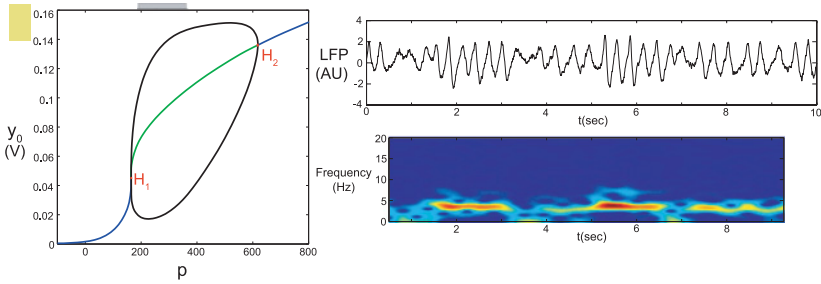 0.16
0.14
0.12
0.1
0.08
0.06
0.04
0.02
0
y0
(V)
H1
H2
0 200 400 600 800
p
LFP
(AU)
4
2
0
-2
-4
2 4 6 8 10
t(sec)
Frequency
(Hz)
20
15
10
5
0
2 4 6 8
t(sec)